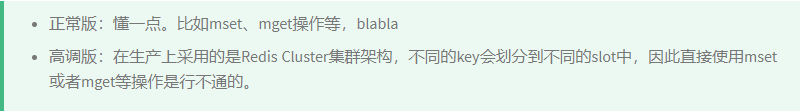 正常版：懂一点。比如mset、mget操作等，blabla
高调版：在生产上采用的是Redis Cluster集群架构，不同的key会划分到不同的slot中，因此直接使用mset
或者mget等操作是行不通的。